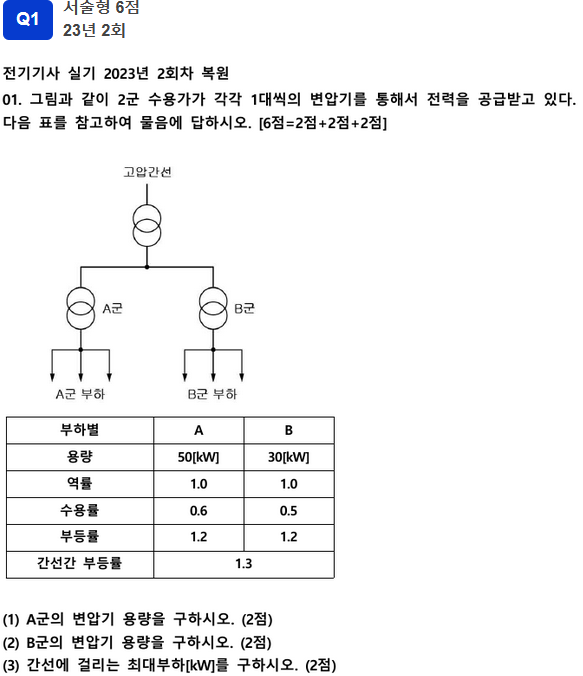 Q1
서술형 6점
23년 2회
전기기사 실기 2023년 2회차 복원
01. 그림과 같이 2군 수용가가 각각 1대씩의 변압기를 통해서 전력을 공급받고 있다.
다음 표를 참고하여 물음에 답하시오. [6점=2점+2점+2점]
고압간선
A군
B군
A군 부하
B군 부하
부하별 A B
용량 50[kW] 30[kW]
역률 1.0 1.0
수용률 0.6 0.5
부등률 1.2 1.2
간선간 부등률 1.3
(1) A군의 변압기 용량을 구하시오. (2점)
(2) B군의 변압기 용량을 구하시오. (2점)
(3) 간선에 걸리는 최대부하[kW]를 구하시오. (2점)